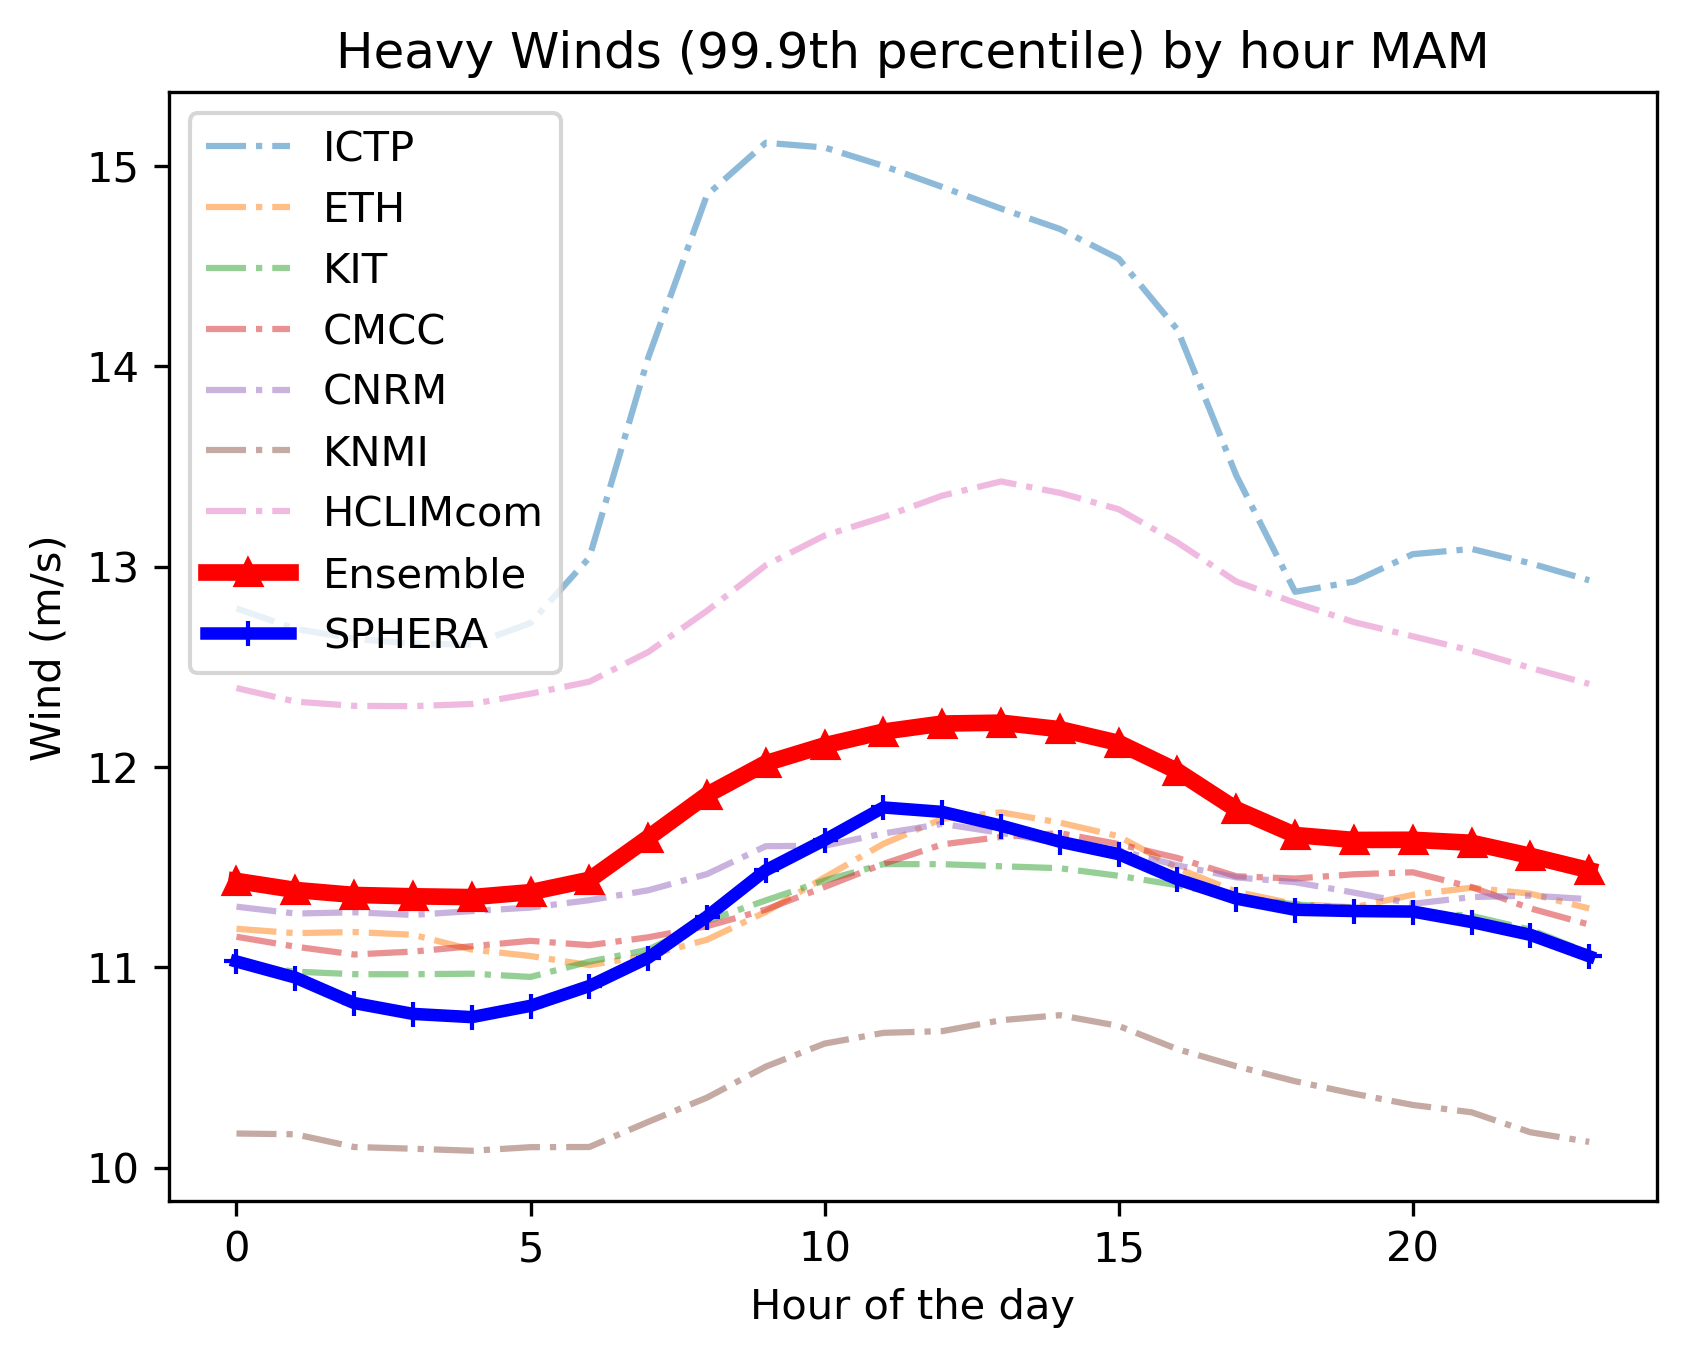 Heavy Winds (99.9th percentile) by hour MAM
ICTP
ETH
KIT
CMCC
CNRM
KNMI
HCLIMcom
Ensemble
SPHERA
15
14
13
12
11
10
Wind (m/s)
0 5 10 15 20
Hour of the day